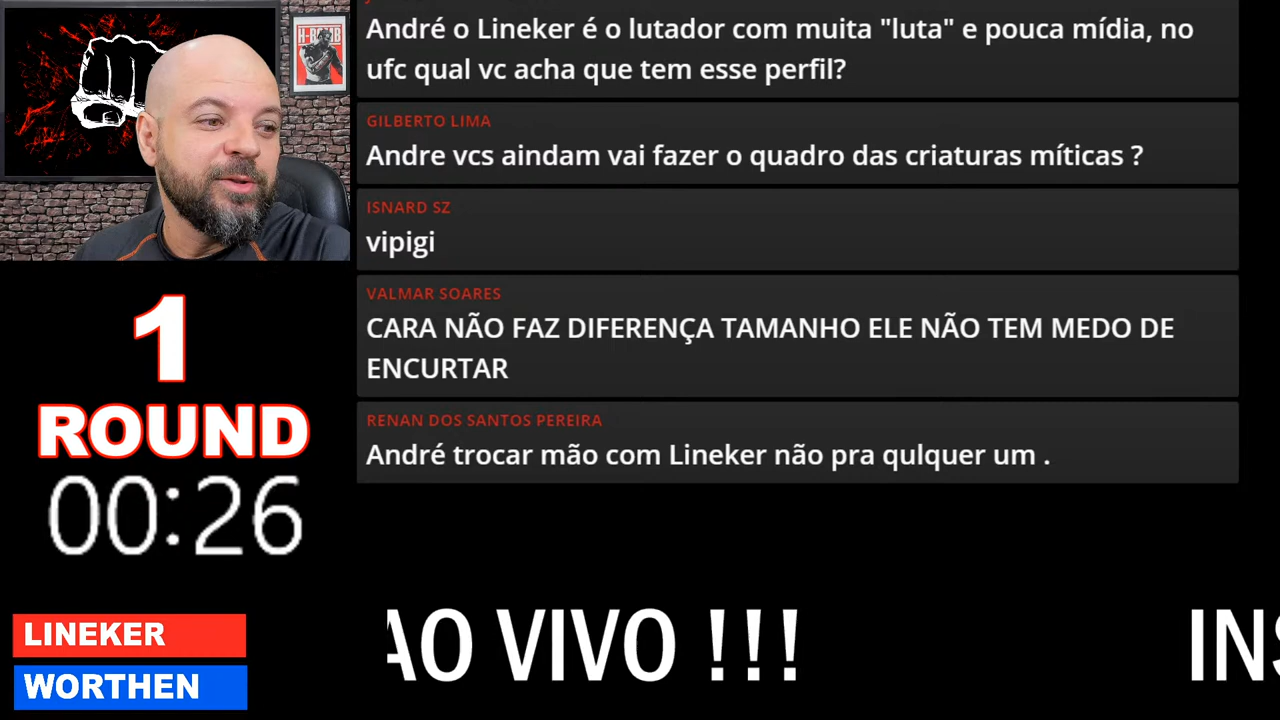 André o Lineker é o lutador com muita "luta" e pouca mídia, no
ufc qual vc acha que tem esse perfil?
GILBERTO LIMA
Andre vcs aindam vai fazer o quadro das criaturas míticas ?
ISNARD SZ
vipigi
VALMAR SOARES
CARA NÃO FAZ DIFERENÇA TAMANHO ELE NÃO TEM MEDO DE
ENCURTAR
RENAN DOS SANTOS PEREIRA
André trocar mão com Lineker não pra qulquer um .
H-BOMB
1
ROUND
00:26
LINEKER
WORTHEN
AO VIVO !!!
INS